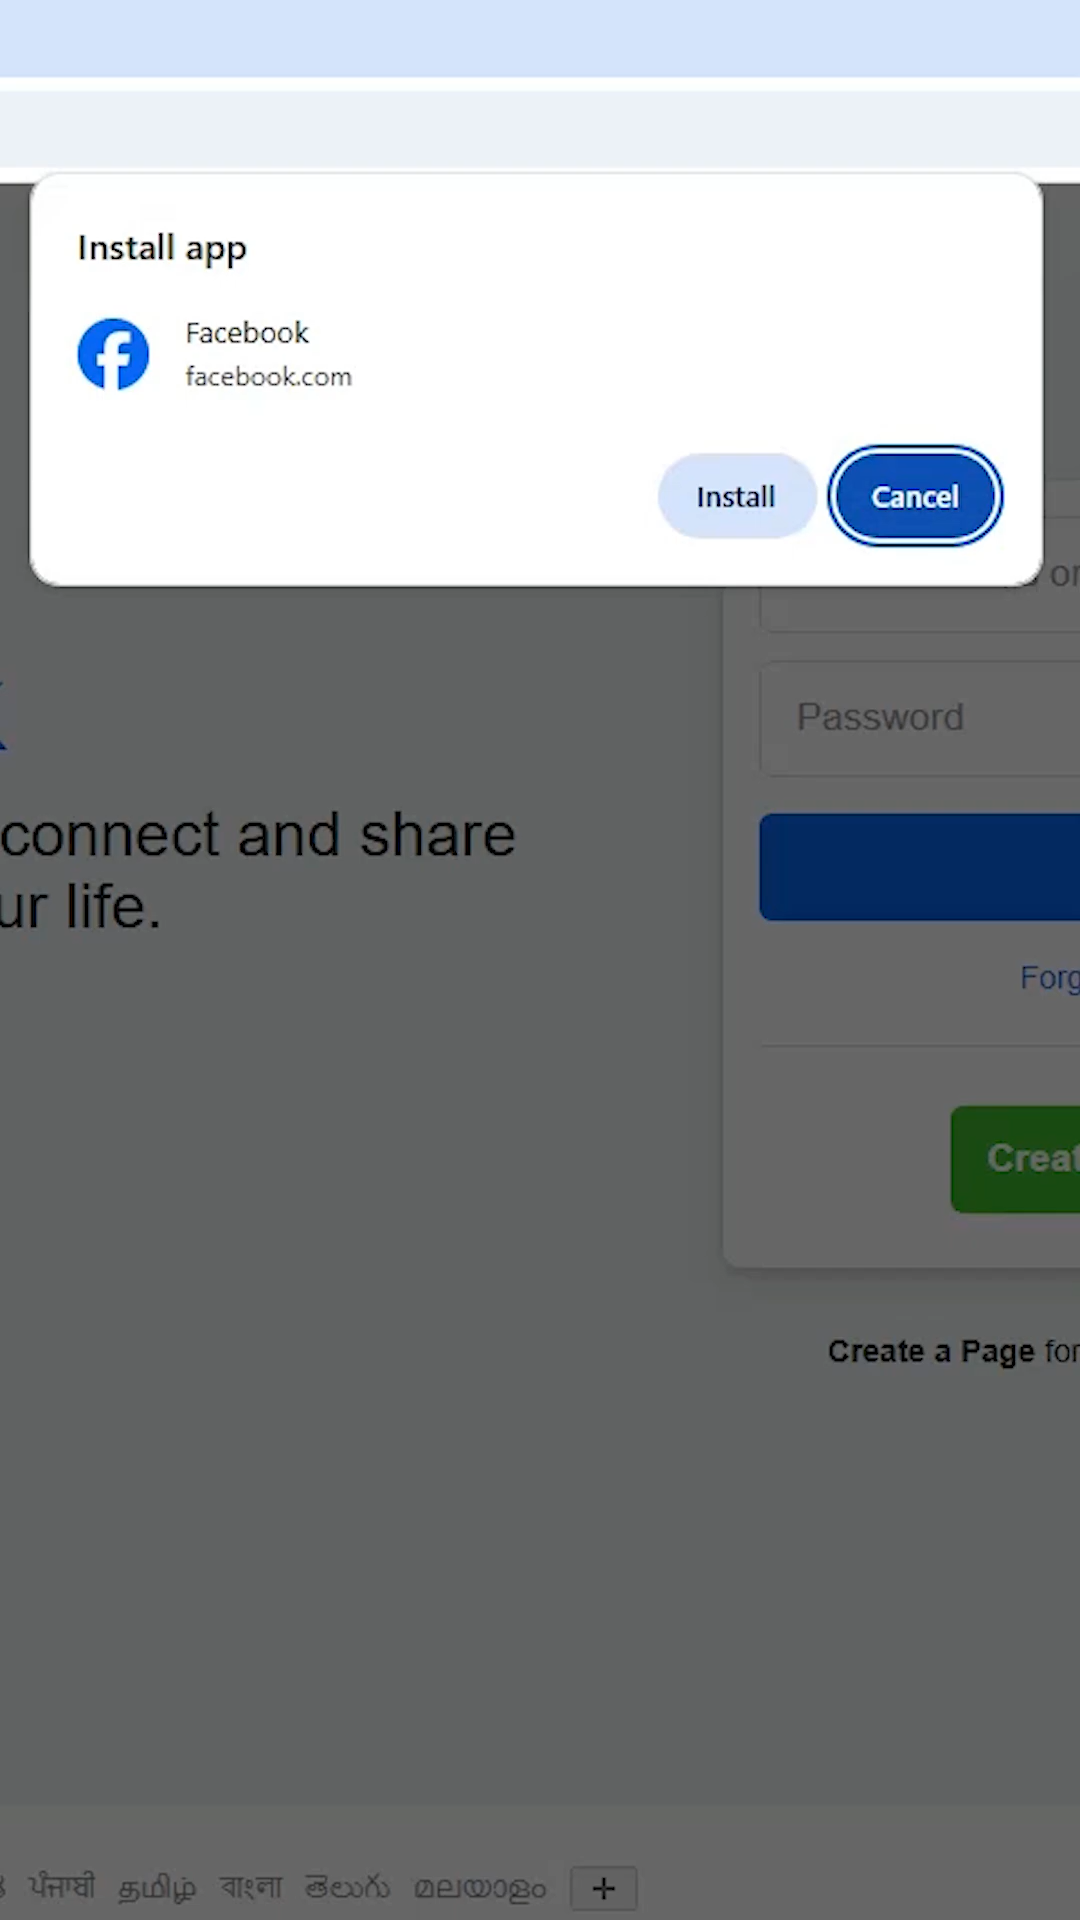 Install app
Facebook
facebook.com
Install Cancel
or
Password
connect and share
ur life.
Forg
Creat
Create a Page for
ਪੰਜਾਬੀ தமிழ் বাংলা తెలుగు മലയാളം +